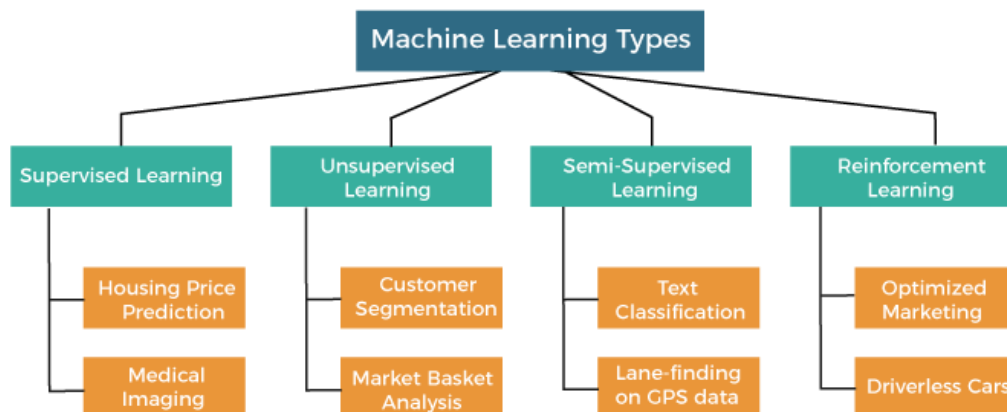 Machine Learning Types
Supervised Learning
Unsupervised
Learning
Semi-Supervised
Learning
Reinforcement
Learning
Housing Price
Prediction
Customer
Segmentation
Text
Classification
Optimized
Marketing
Medical
Imaging
Market Basket
Analysis
Lane-finding
on GPS data
Driverless Cars